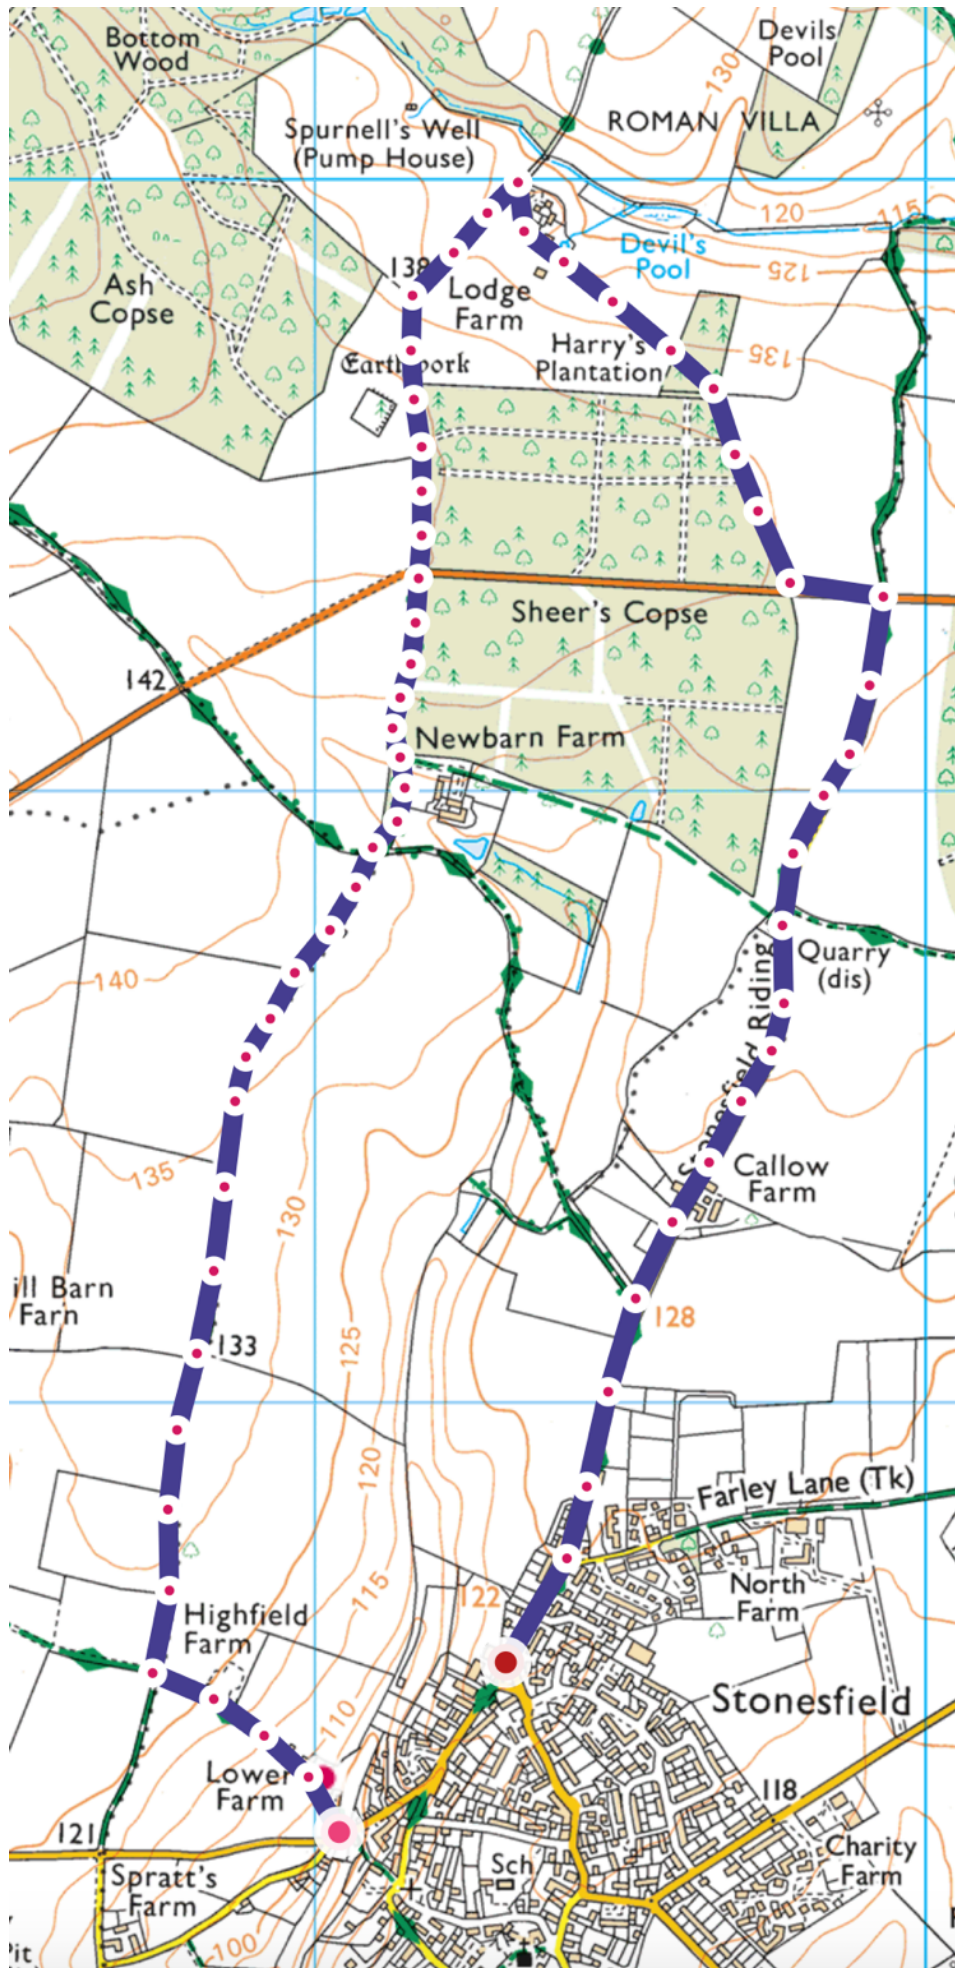 Bottom
Wood
Devils
Pool
130
Spurnell's Well
(Pump House)
ROMAN VILLA
120
115
Devil's
Pool
125
138
Ash
Copse
Lodge
Farm
Harry's
Plantation
135
Earthwork
Sheer's Copse
142
Newbarn Farm
140
Quarry
(dis)
Stonesfield Riding
135
130
Callow
Farm
ill Barn
Farn
133
128
125
120
Farley Lane (Tk)
115
122
North
Farm
Highfield
Farm
Stonesfield
110
Lower
Farm
118
121
Charity
Farm
Sch
Spratt's
Farm
100